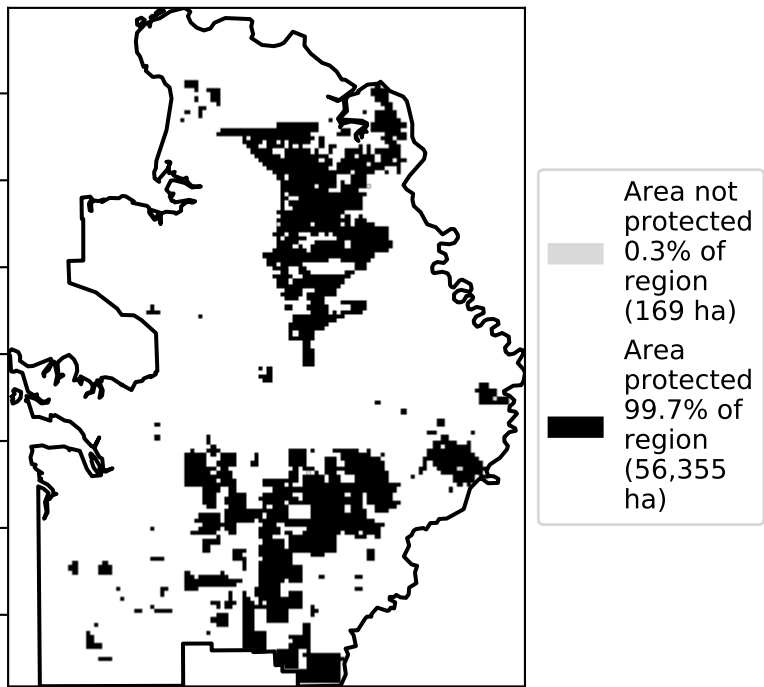 Area not
protected
0.3% of
region
(169 ha)
Area
protected
99.7% of
region
(56,355
ha)